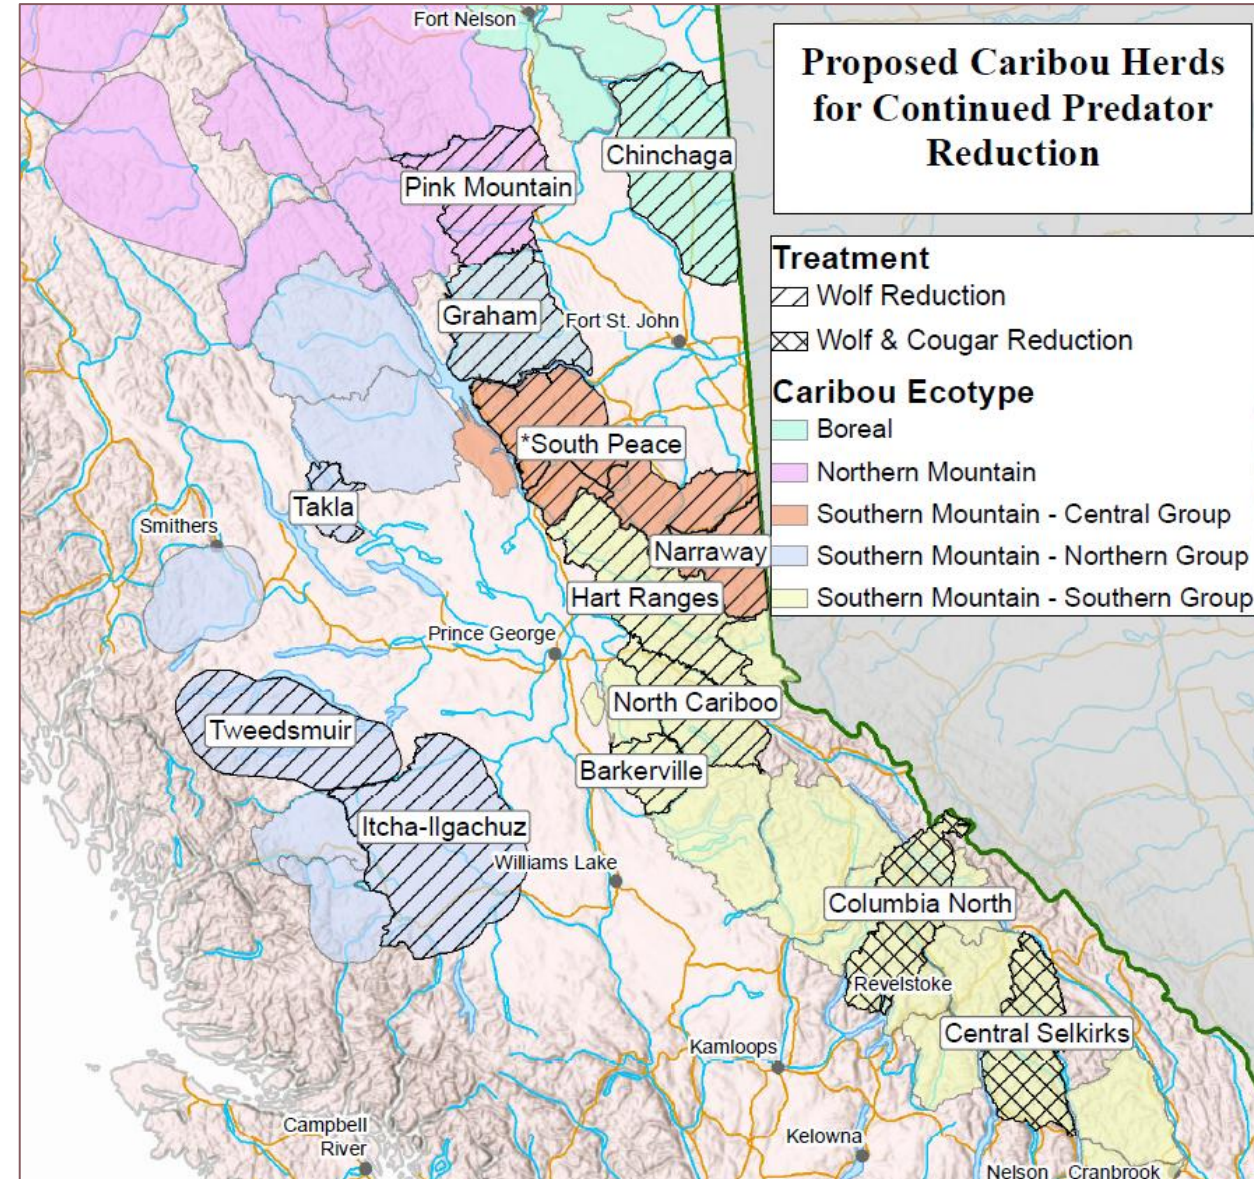 Fort Nelson
Proposed Caribou Herds
for Continued Predator
Reduction
Chinchaga
Pink Mountain
Treatment
Wolf Reduction
Wolf & Cougar Reduction
Graham
Fort St. John
Caribou Ecotype
Boreal
Northern Mountain
Southern Mountain - Central Group
Southern Mountain - Northern Group
Southern Mountain - Southern Group
*South Peace
Takla
Smithers
Narraway
Hart Ranges
Prince George
North Cariboo
Tweedsmuir
Barkerville
Itcha-Ilgachuz
Williams Lake
Columbia North
Revelstoke
Central Selkirks
Kamloops
Campbell
River
Kelowna
Nelson
Cranbrook